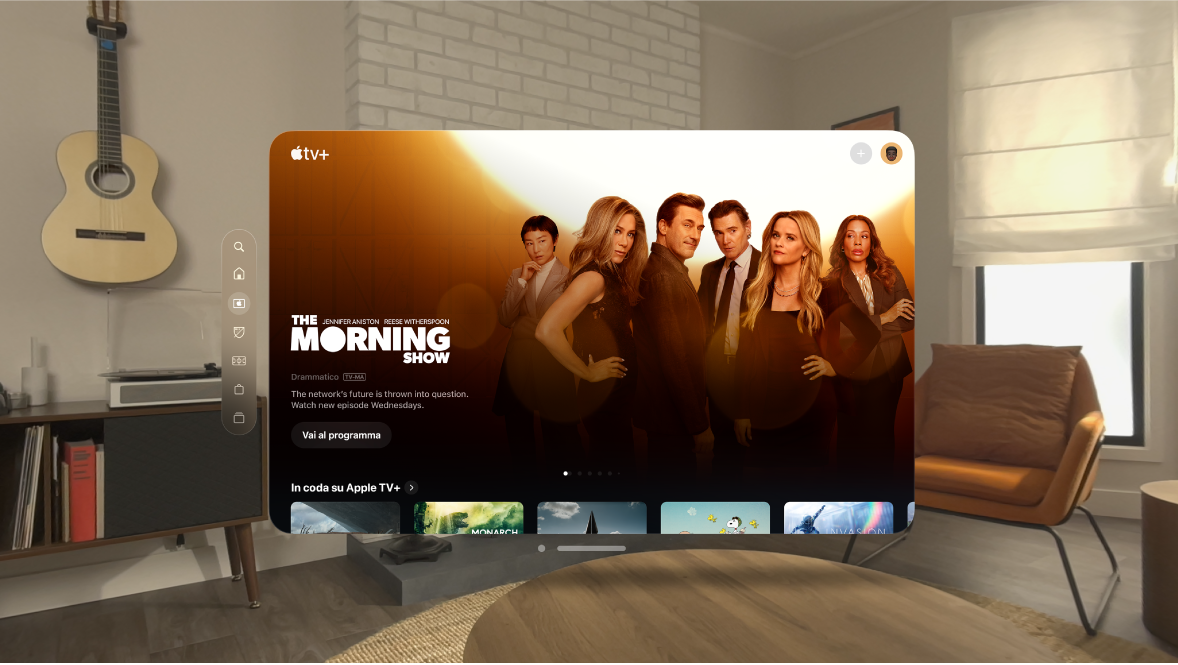 tv+
THE
JENNIFER ANISTON REESE WITHERSPOON
MORNING
SHOW
Drammatico TV-MA
The network's future is thrown into question.
Watch new episode Wednesdays.
Vai al programma
In coda su Apple TV+
MONARCH
INVASION